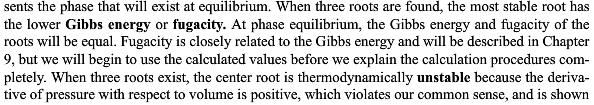 sents the phase that will exist at equilibrium. When three roots are found, the most stable root has
the lower Gibbs energy or fugacity. At phase equilibrium, the Gibbs energy and fugacity of the
roots will be equal. Fugacity is closely related to the Gibbs energy and will be described in Chapter
9, but we will begin to use the calculated values before we explain the calculation procedures com-
pletely. When three roots exist, the center root is thermodynamically unstable because the deriva-
tive of pressure with respect to volume is positive, which violates our common sense, and is shown